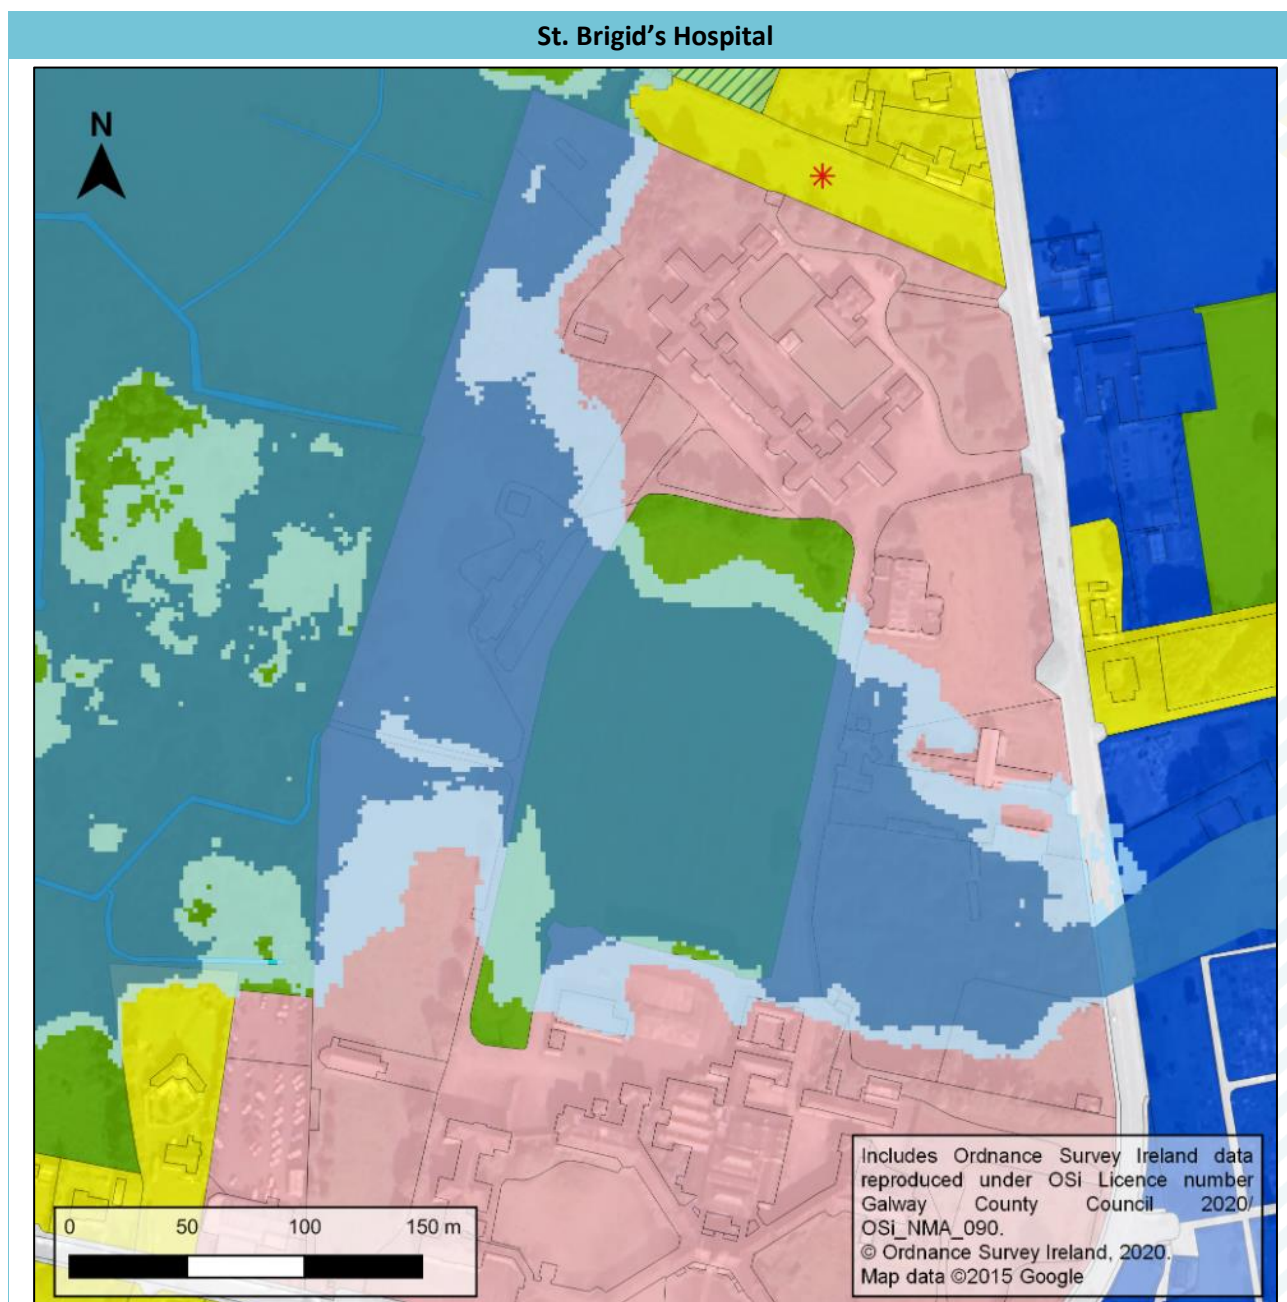 St. Brigid’s Hospital
N
0 50 100 150 m
Includes Ordnance Survey Ireland data
reproduced under OSi Licence number
Galway County Council 2020/
OSi_NMA_090.
© Ordnance Survey Ireland, 2020.
Map data ©2015 Google